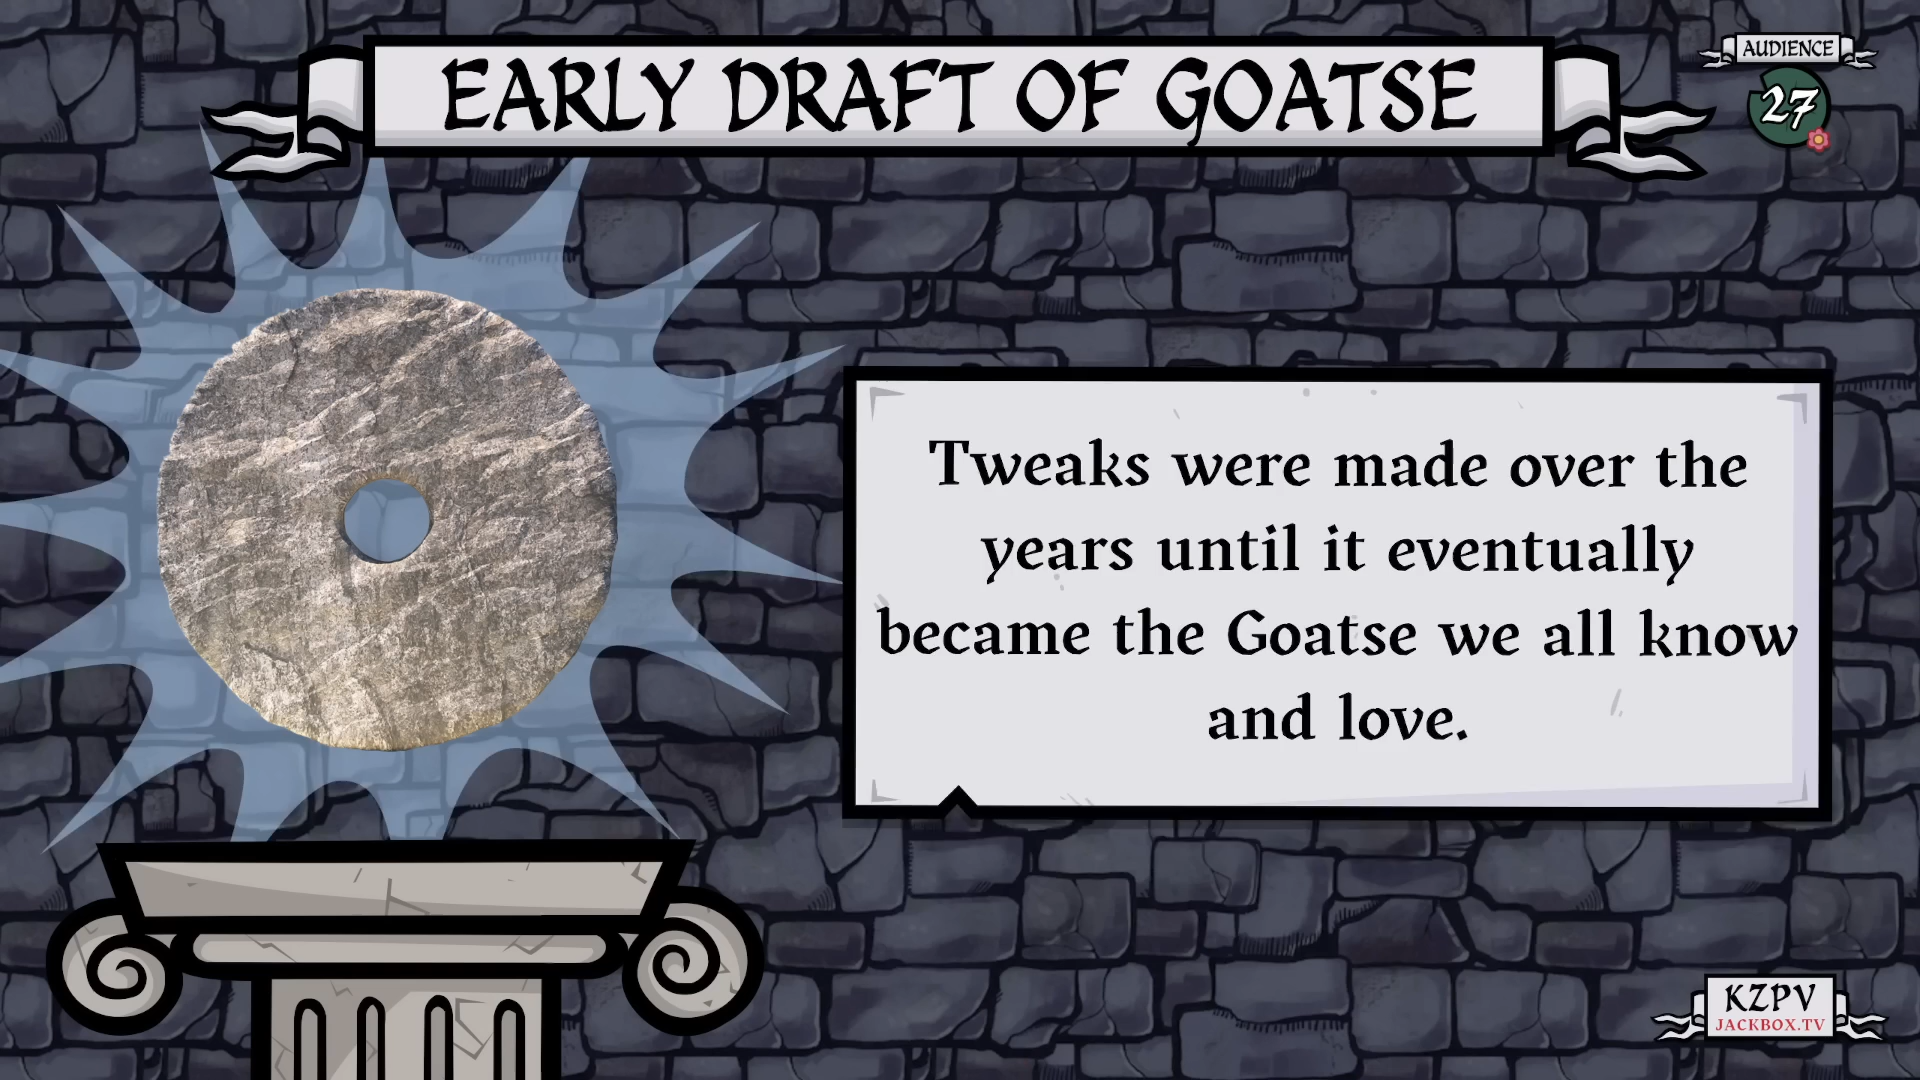 EARLY DRAFT OF GOATSE
AUDIENCE
27
Tweaks were made over the
years until it eventually
became the Goatse we all know
and love.
KZPV
JACKBOX.TV